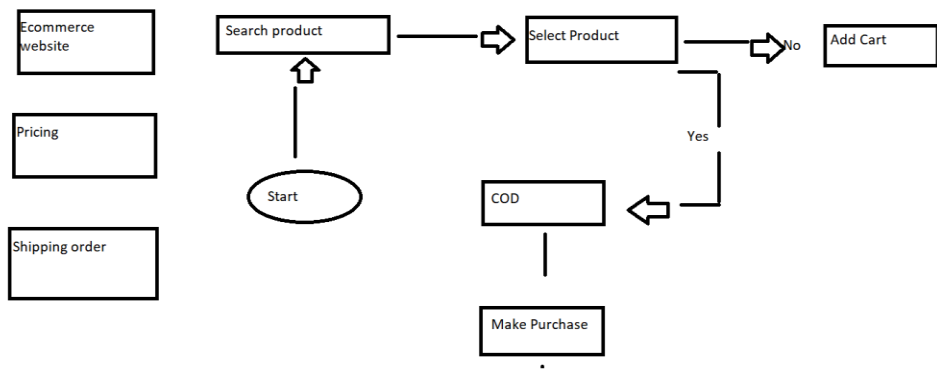 Ecommerce
website
Search product
Select Product
No
Add Cart
Pricing
Yes
Start
COD
Shipping order
Make Purchase